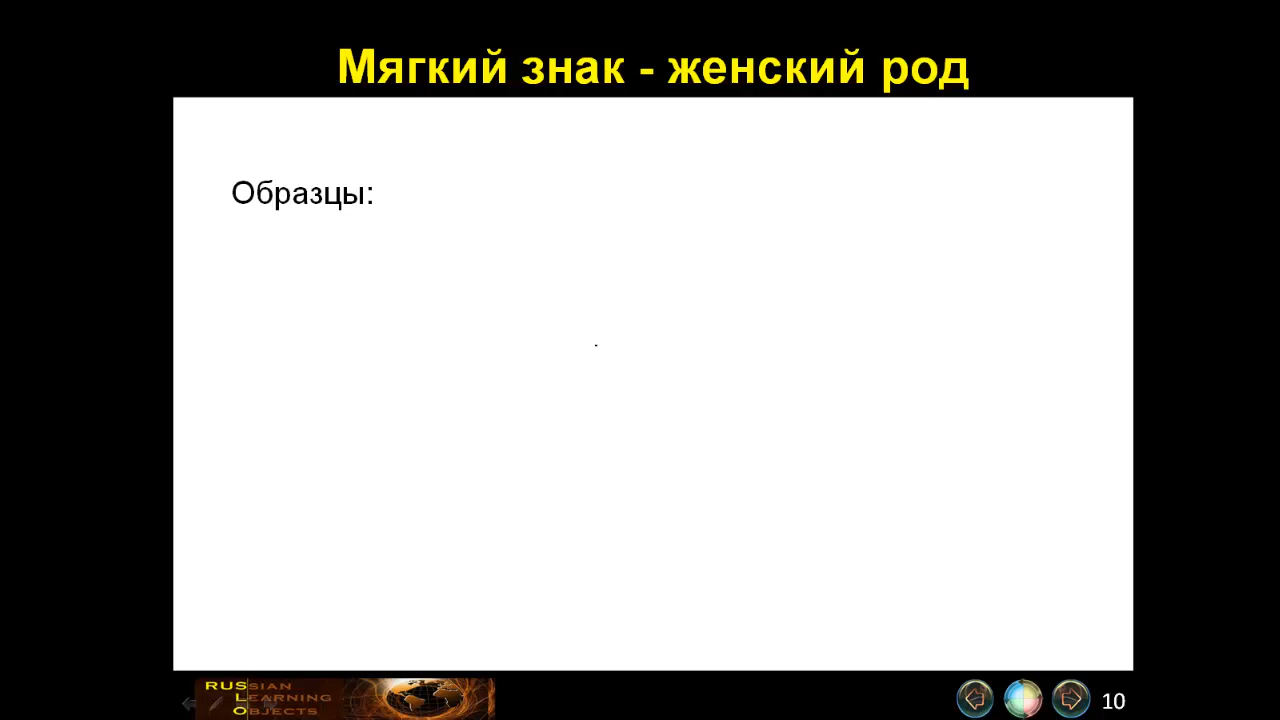 Мягкий знак - женский род
Образцы:
RUSSIAN
LEARNING
OBJECTS
10